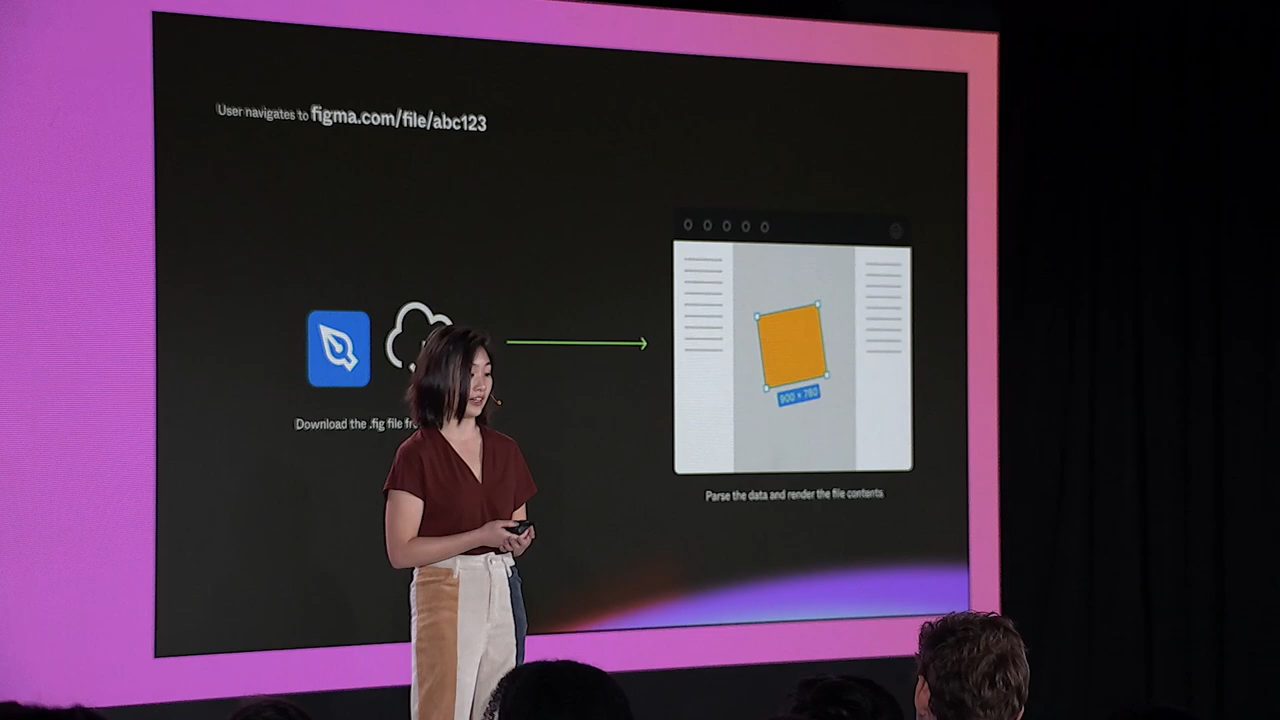 User navigates to figma.com/file/abc123
900 × 760
Download the .fig file
Parse the data and render the file contents